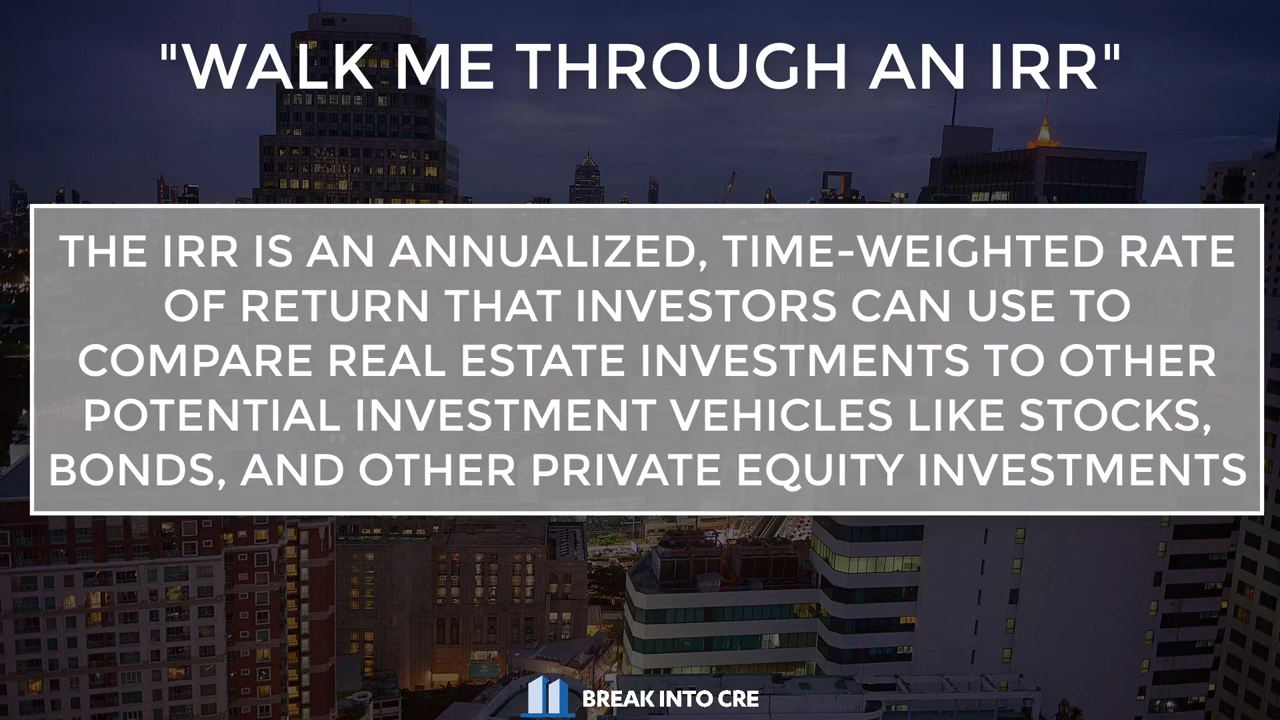 "WALK ME THROUGH AN IRR"
THE IRR IS AN ANNUALIZED, TIME-WEIGHTED RATE
OF RETURN THAT INVESTORS CAN USE TO
COMPARE REAL ESTATE INVESTMENTS TO OTHER
POTENTIAL INVESTMENT VEHICLES LIKE STOCKS,
BONDS, AND OTHER PRIVATE EQUITY INVESTMENTS
BREAK INTO CRE